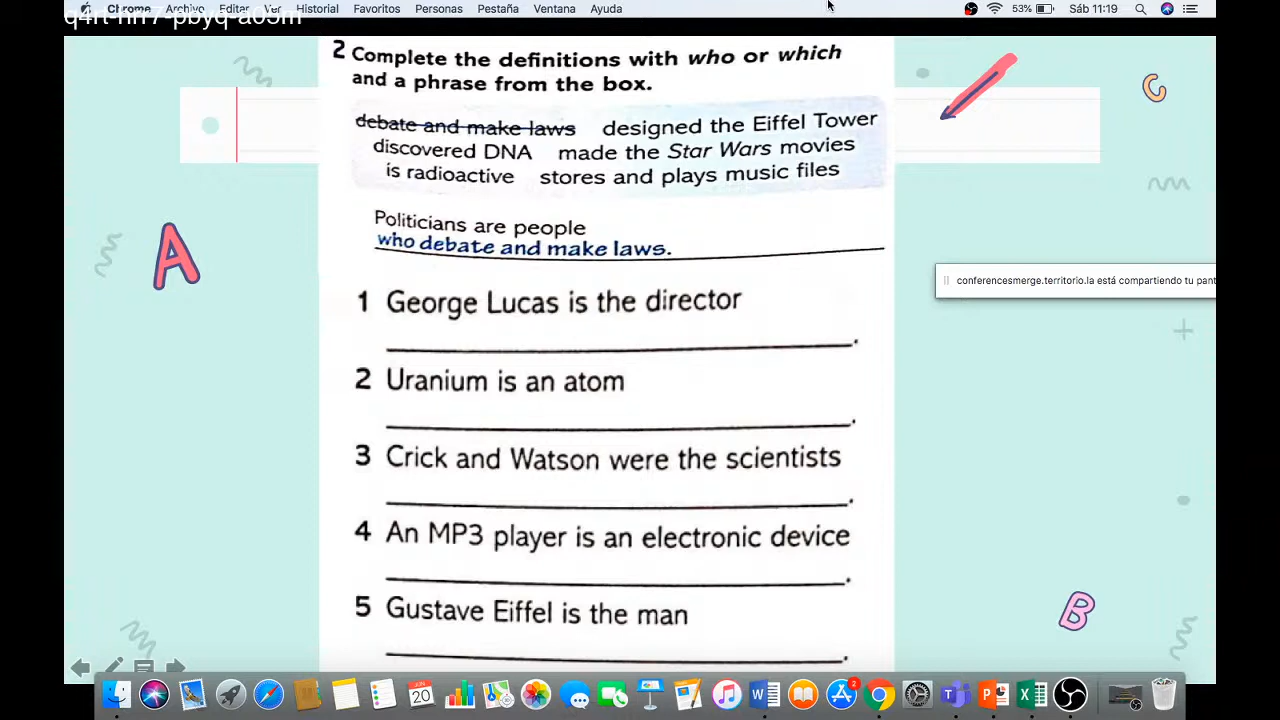 Chrome Archivo Editar Ver Historial Favoritos Personas Pestaña Ventana Ayuda 53% Sáb 11:19
2 Complete the definitions with who or which
and a phrase from the box.
debate and make laws designed the Eiffel Tower
discovered DNA made the Star Wars movies
is radioactive stores and plays music files
Politicians are people
who debate and make laws.
A
C
conferencesmerge.territorio.la está compartiendo tu pant
1 George Lucas is the director
.
2 Uranium is an atom
.
3 Crick and Watson were the scientists
.
4 An MP3 player is an electronic device
.
5 Gustave Eiffel is the man
.
B
JUN
20
2